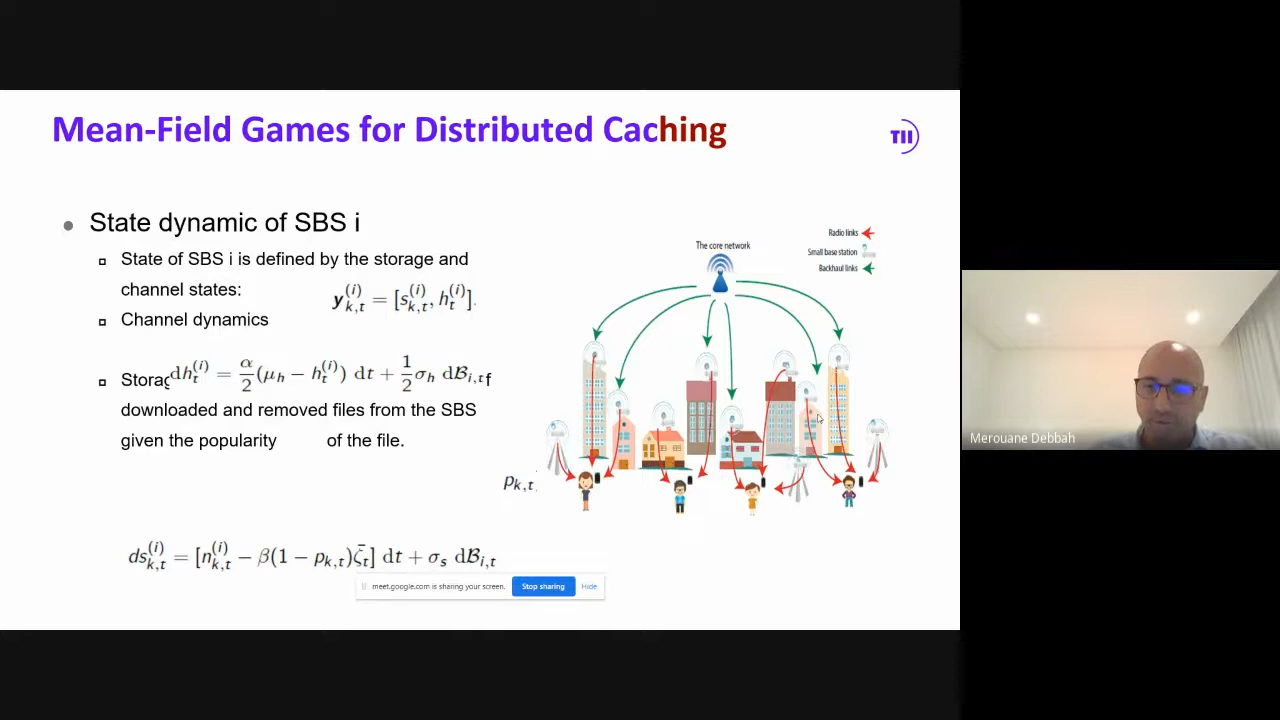 Mean-Field Games for Distributed Caching
TII
State dynamic of SBS i
State of SBS i is defined by the storage and
channel states:
y_{k,t}^{(i)} = [s_{k,t}^{(i)}, h_t^{(i)}].
Channel dynamics
dh_t^{(i)} = α/2 (μ_h − h_t^{(i)}) dt + 1/2 σ_h dℬ_{i,t}
downloaded and removed files from the SBS
given the popularity of the file.
p_{k,t}
ds_{k,t}^{(i)} = [n_{k,t}^{(i)} − β(1 − p_{k,t})ζ̄_t] dt + σ_s dℬ_{i,t}
The core network
Radio links
Small base station
Backhaul links
meet.google.com is sharing your screen.
Stop sharing
Hide
Merouane Debbah